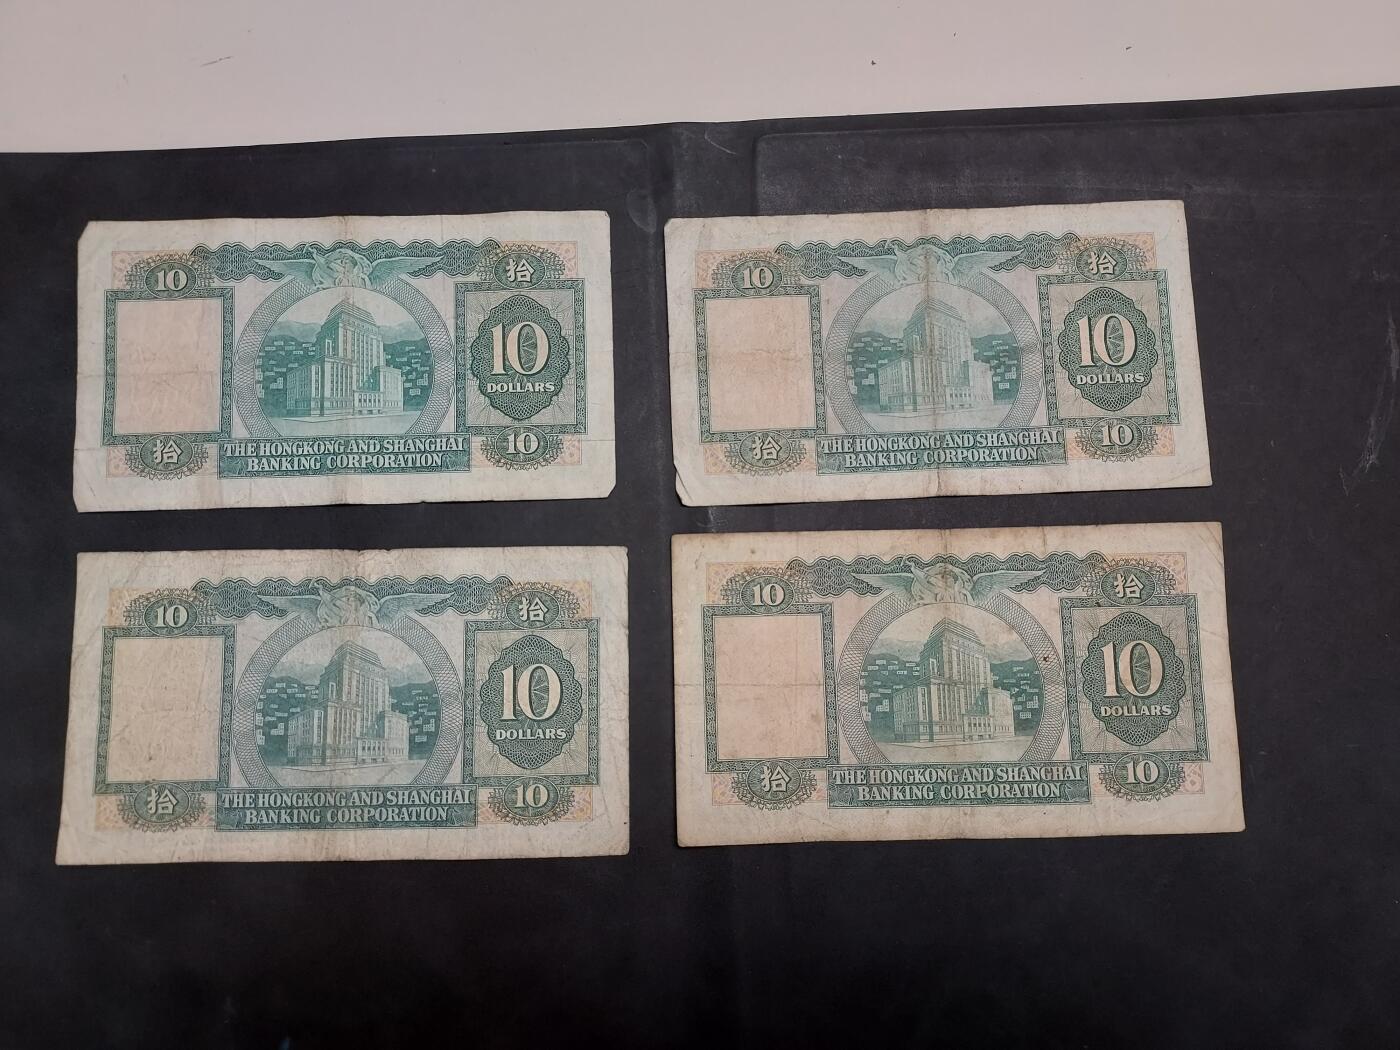 10 拾
10
DOLLARS
拾 THE HONGKONG AND SHANGHAI 10
BANKING CORPORATION
10 拾
10
DOLLARS
拾 THE HONGKONG AND SHANGHAI 10
BANKING CORPORATION
10 拾
10
DOLLARS
拾 THE HONGKONG AND SHANGHAI 10
BANKING CORPORATION
10 拾
10
DOLLARS
拾 THE HONGKONG AND SHANGHAI 10
BANKING CORPORATION